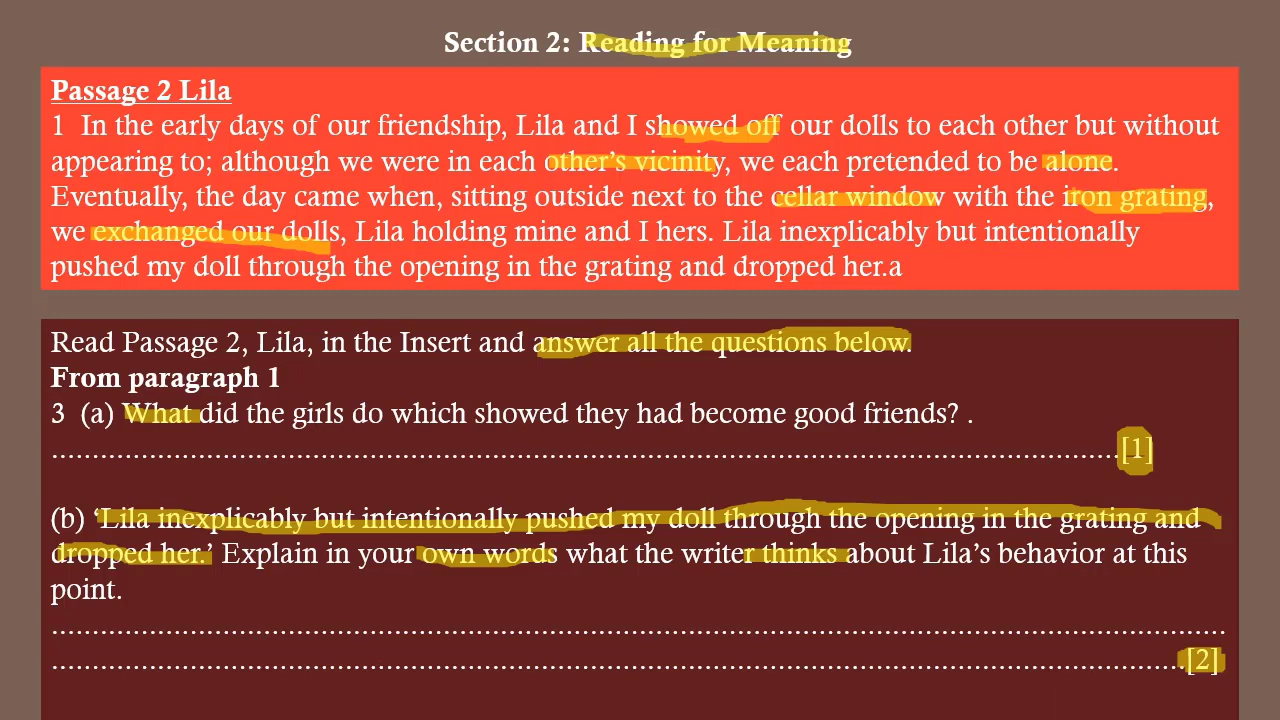 Section 2: Reading for Meaning
Passage 2 Lila
1  In the early days of our friendship, Lila and I showed off our dolls to each other but without
appearing to; although we were in each other's vicinity, we each pretended to be alone.
Eventually, the day came when, sitting outside next to the cellar window with the iron grating,
we exchanged our dolls, Lila holding mine and I hers. Lila inexplicably but intentionally
pushed my doll through the opening in the grating and dropped her.a
Read Passage 2, Lila, in the Insert and answer all the questions below.
From paragraph 1
3  (a) What did the girls do which showed they had become good friends? .
..............................................................................................................................[1]
(b) ‘Lila inexplicably but intentionally pushed my doll through the opening in the grating and
dropped her.’ Explain in your own words what the writer thinks about Lila’s behavior at this
point.
..........................................................................................................................................
.....................................................................................................................................[2]